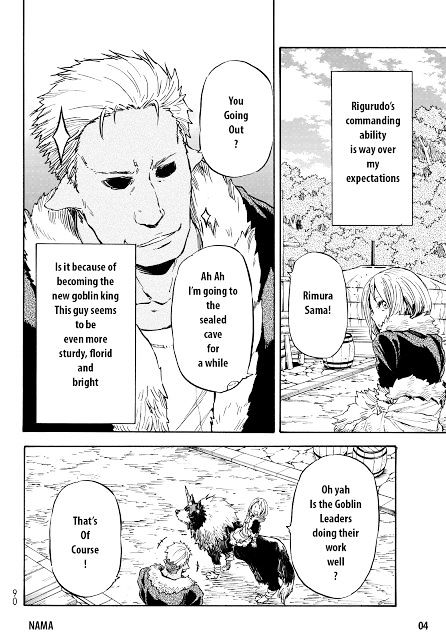 Rigurudo's
commanding
ability
is way over
my
expectations
Rimura
Sama!
You
Going
Out
?
Ah Ah
I'm going to
the
sealed
cave
for a
while
Is it because of
becoming the
new goblin king
This guy seems
to be
even more
sturdy, florid
and
bright
Oh yah
Is the Goblin
Leaders
doing their
work
well
?
That's
Of
Course
!
90
NAMA
04